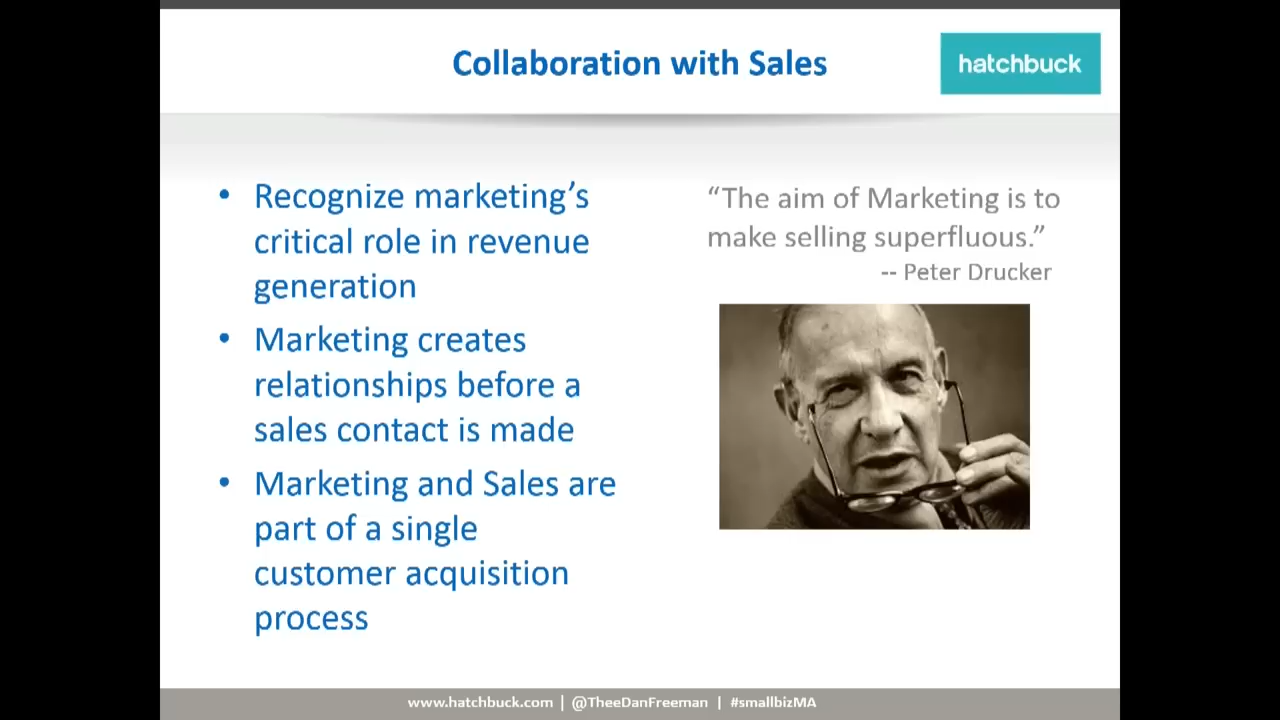 Collaboration with Sales
hatchbuck
• Recognize marketing’s
critical role in revenue
generation
• Marketing creates
relationships before a
sales contact is made
• Marketing and Sales are
part of a single
customer acquisition
process
“The aim of Marketing is to
make selling superfluous.”
-- Peter Drucker
www.hatchbuck.com | @TheeDanFreeman | #smallbizMA